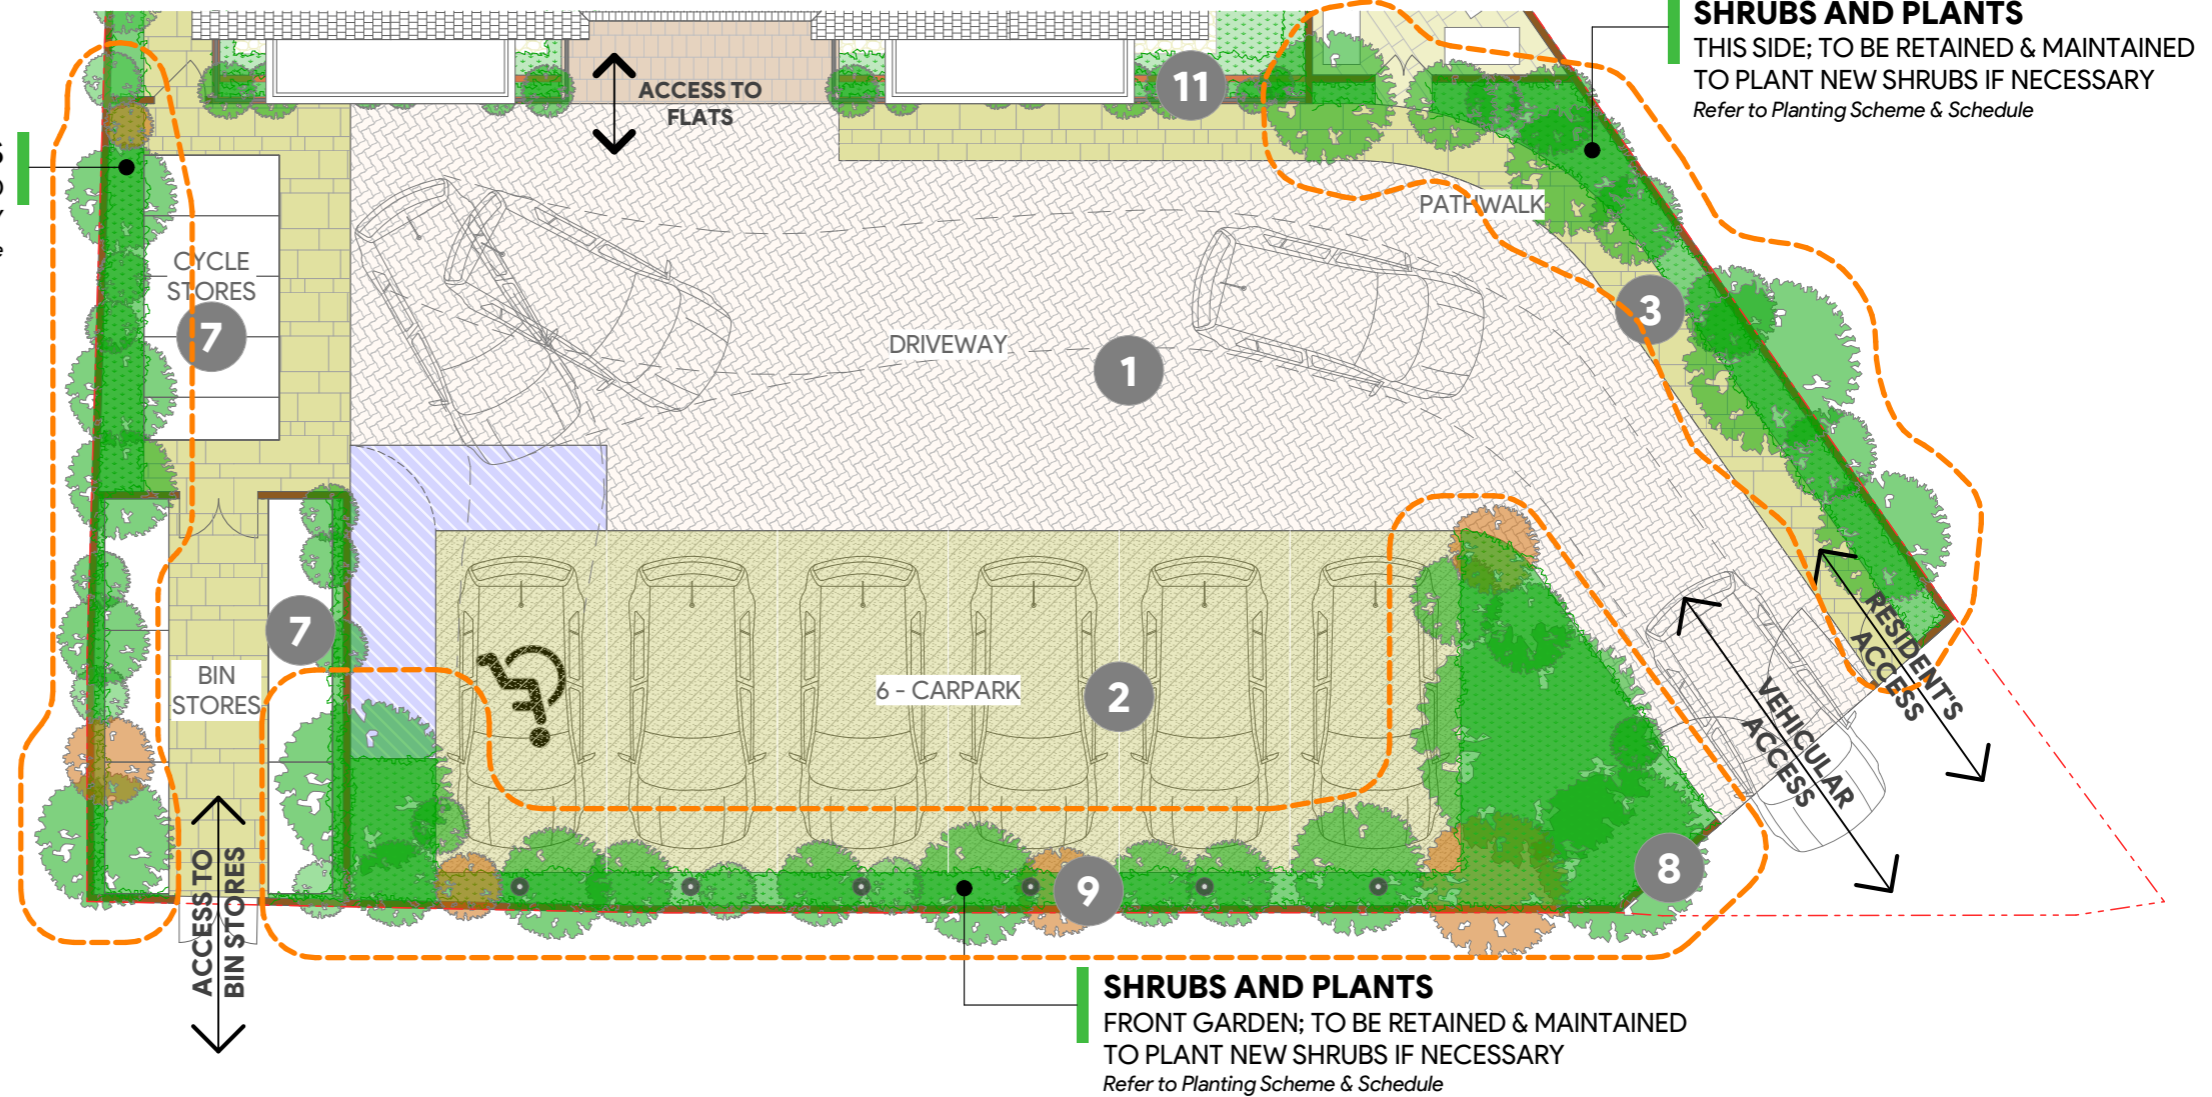 SHRUBS AND PLANTS
THIS SIDE; TO BE RETAINED & MAINTAINED
TO PLANT NEW SHRUBS IF NECESSARY
Refer to Planting Scheme & Schedule
ACCESS TO
FLATS
11
PATHWALK
CYCLE
STORES
7
3
DRIVEWAY
1
7
BIN
STORES
6 - CARPARK
2
RESIDENT'S
ACCESS
VEHICULAR
ACCESS
8
9
ACCESS TO
BIN STORES
SHRUBS AND PLANTS
FRONT GARDEN; TO BE RETAINED & MAINTAINED
TO PLANT NEW SHRUBS IF NECESSARY
Refer to Planting Scheme & Schedule